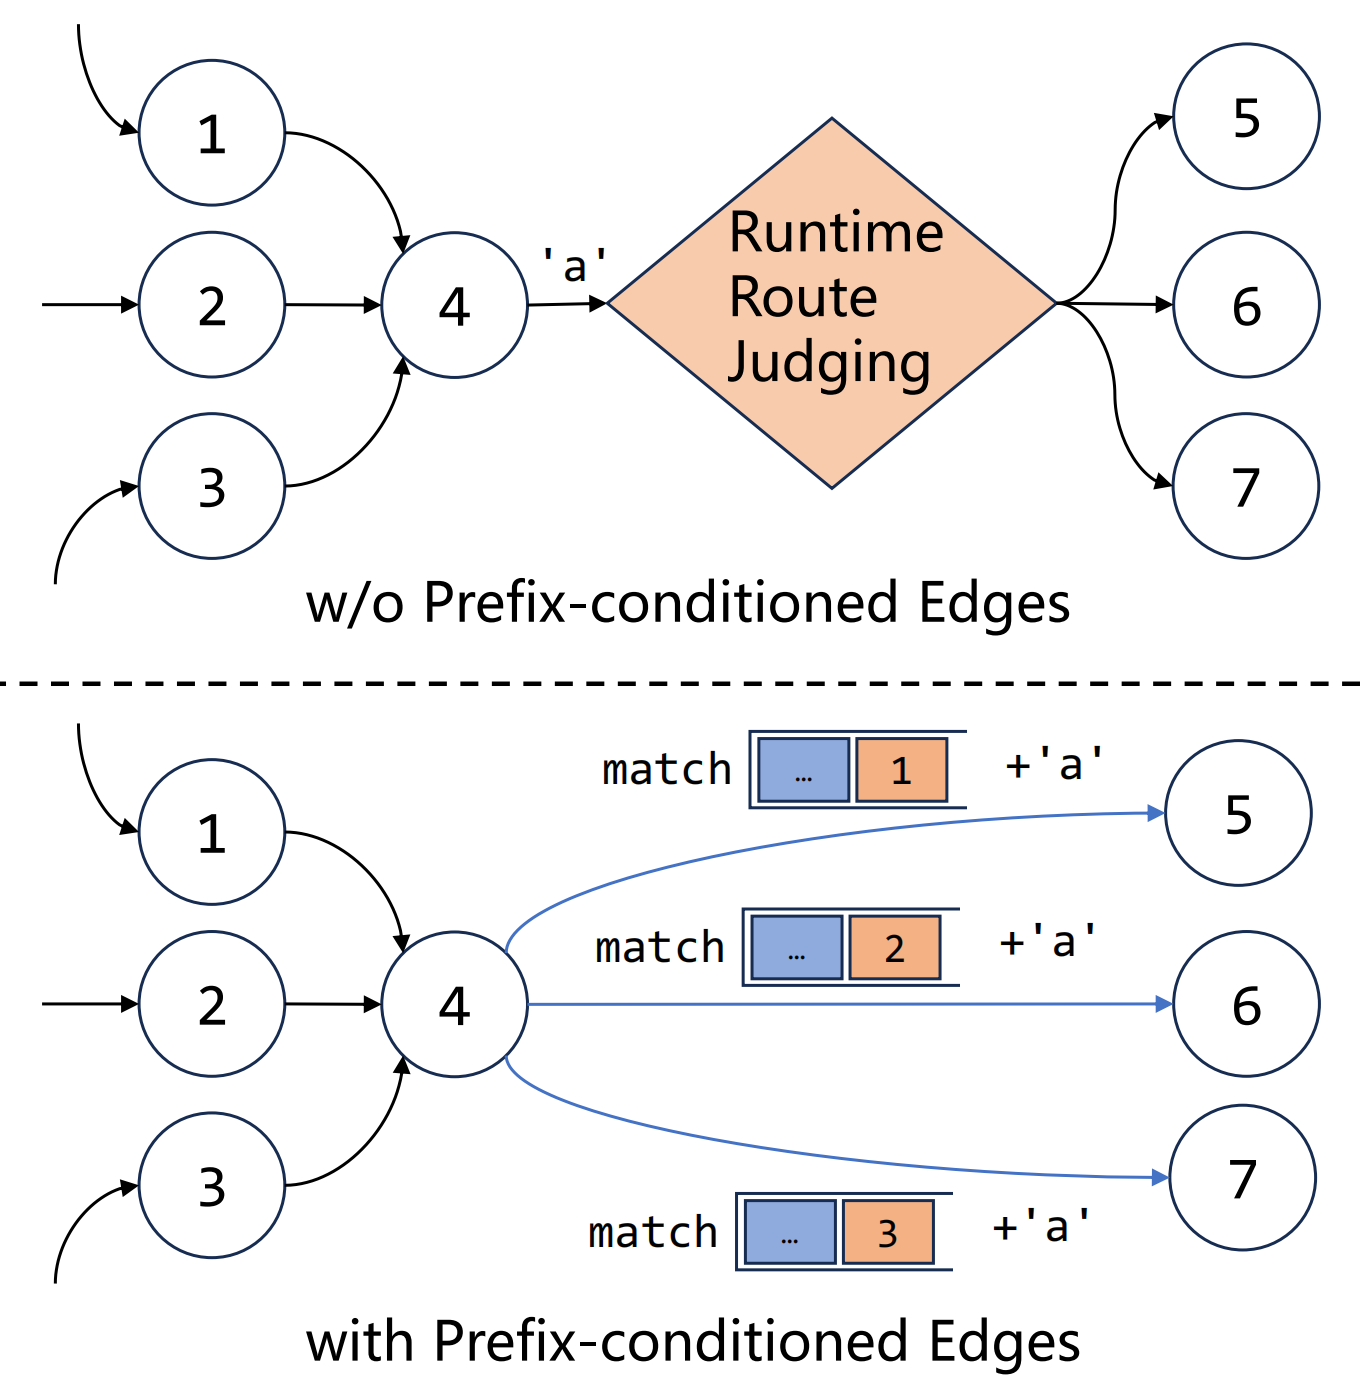 1
5
2
4
'a'
Runtime
Route
Judging
6
3
7
w/o Prefix-conditioned Edges
match … 1 +'a'
5
1
match … 2 +'a'
2
4
6
3
7
match … 3 +'a'
with Prefix-conditioned Edges